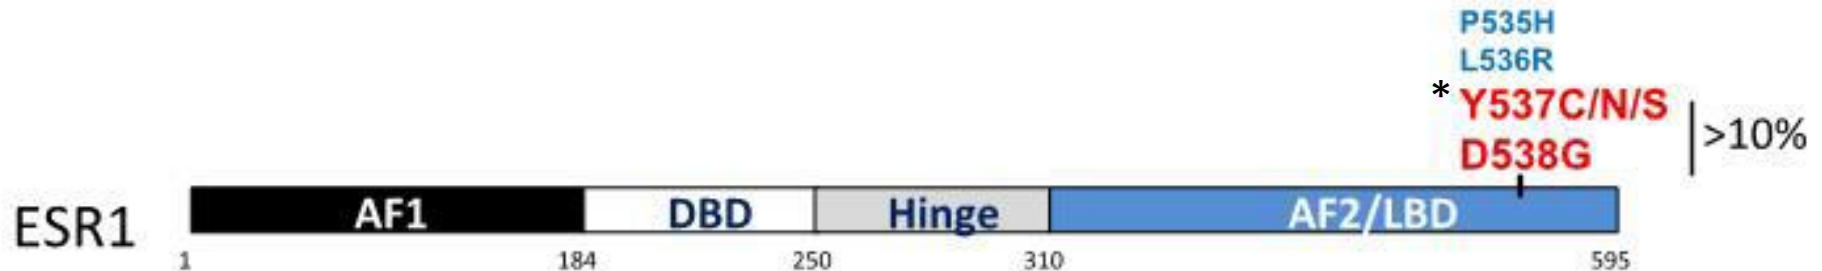 P535H
L536R
* Y537C/N/S
D538G
>10%
ESR1
AF1 DBD Hinge AF2/LBD
1 184 250 310 595